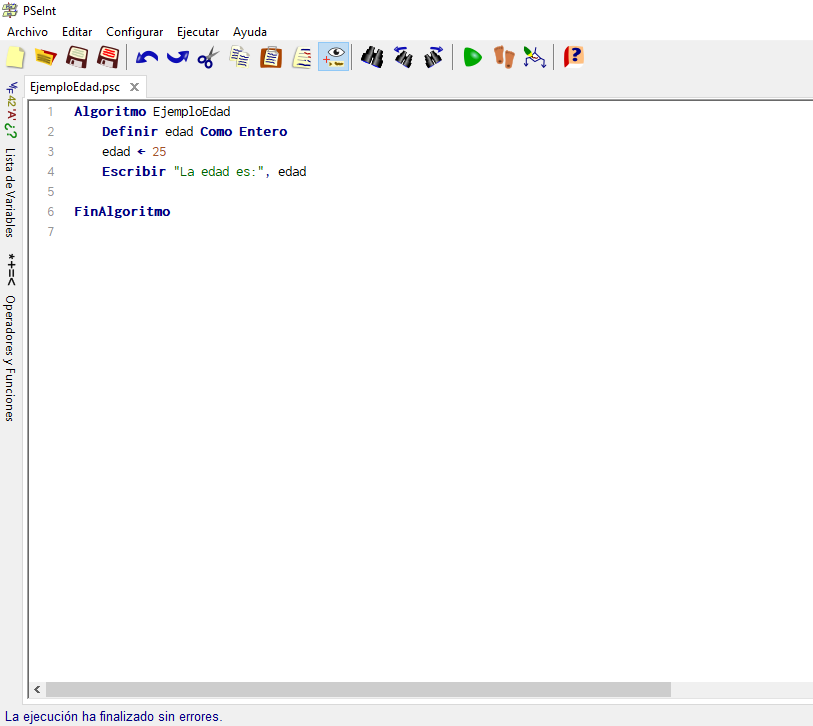 PSeInt
Archivo Editar Configurar Ejecutar Ayuda
EjemploEdad.psc
42 'A' ¿?
Lista de Variables
*+=<
Operadores y Funciones
1 Algoritmo EjemploEdad
2 Definir edad Como Entero
3 edad ← 25
4 Escribir "La edad es:", edad
5
6 FinAlgoritmo
7
La ejecución ha finalizado sin errores.